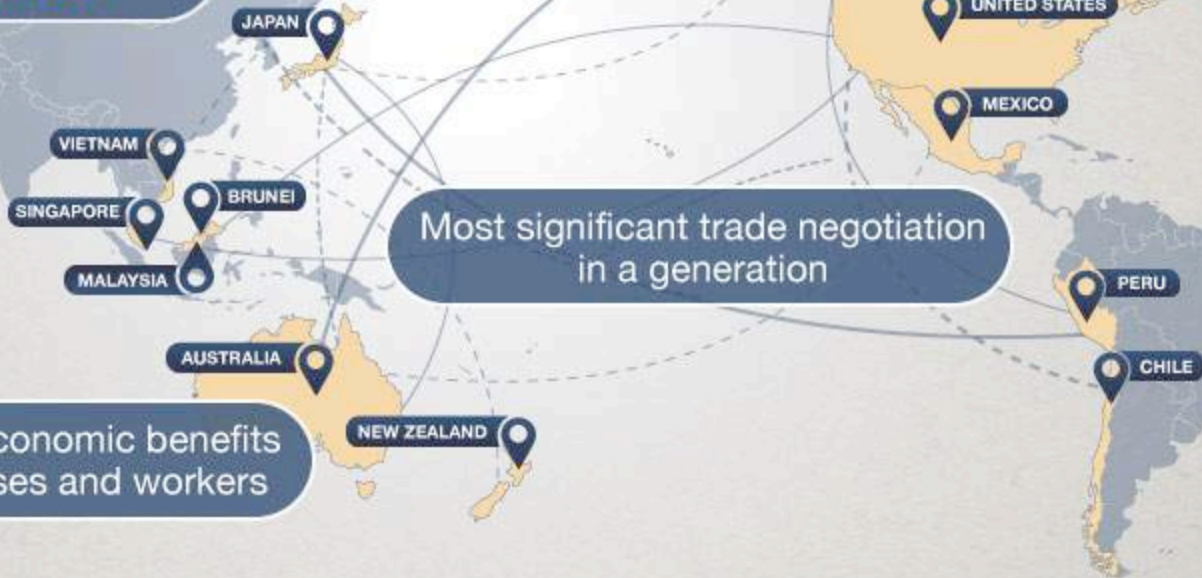 JAPAN
UNITED STATES
MEXICO
VIETNAM
BRUNEI
SINGAPORE
Most significant trade negotiation
in a generation
MALAYSIA
PERU
AUSTRALIA
CHILE
conomic benefits
NEW ZEALAND
ses and workers